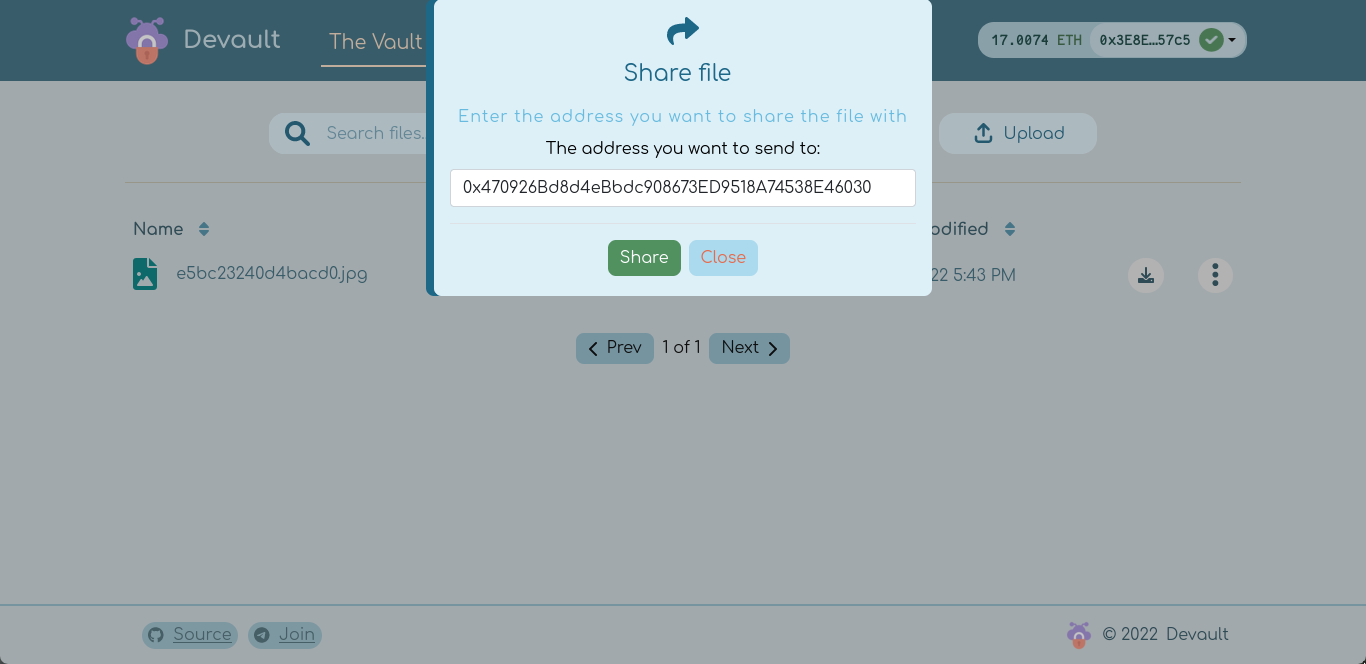 Devault
The Vault
17.0074 ETH 0x3E8E…57c5
Share file
Enter the address you want to share the file with
The address you want to send to:
0x470926Bd8d4eBbdc908673ED9518A74538E46030
Share Close
Search files.
Upload
Name
odified
e5bc23240d4bacd0.jpg
22 5:43 PM
Prev 1 of 1 Next
Source Join
© 2022 Devault